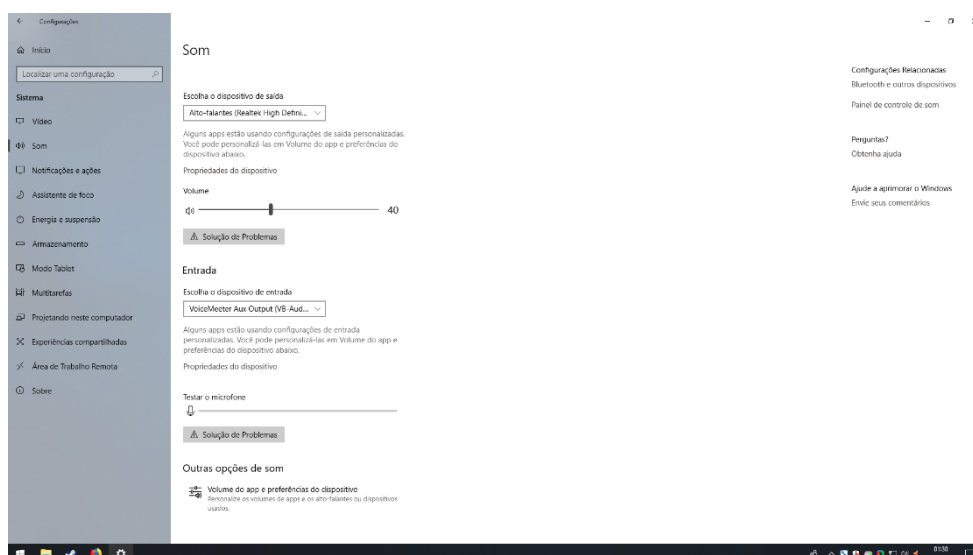 Configurações
Início
Localizar uma configuração
Sistema
Vídeo
Som
Notificações e ações
Assistente de foco
Energia e suspensão
Armazenamento
Modo Tablet
Multitarefas
Projetando neste computador
Experiências compartilhadas
Área de Trabalho Remota
Sobre
Som
Escolha o dispositivo de saída
Alto-falantes (Realtek High Defini...
Alguns apps estão usando configurações de saída personalizadas.
Você pode personalizá-las em Volume do app e preferências do
dispositivo abaixo.
Propriedades do dispositivo
Volume
40
Solução de Problemas
Entrada
Escolha o dispositivo de entrada
VoiceMeeter Aux Output (VB-Aud...
Alguns apps estão usando configurações de entrada
personalizadas. Você pode personalizá-las em Volume do app e
preferências do dispositivo abaixo.
Propriedades do dispositivo
Testar o microfone
Solução de Problemas
Outras opções de som
Volume do app e preferências do dispositivo
Personalize os volumes de apps e os alto-falantes ou dispositivos
usados.
Configurações Relacionadas
Bluetooth e outros dispositivos
Painel de controle de som
Perguntas?
Obtenha ajuda
Ajude a aprimorar o Windows
Envie seus comentários
01:50